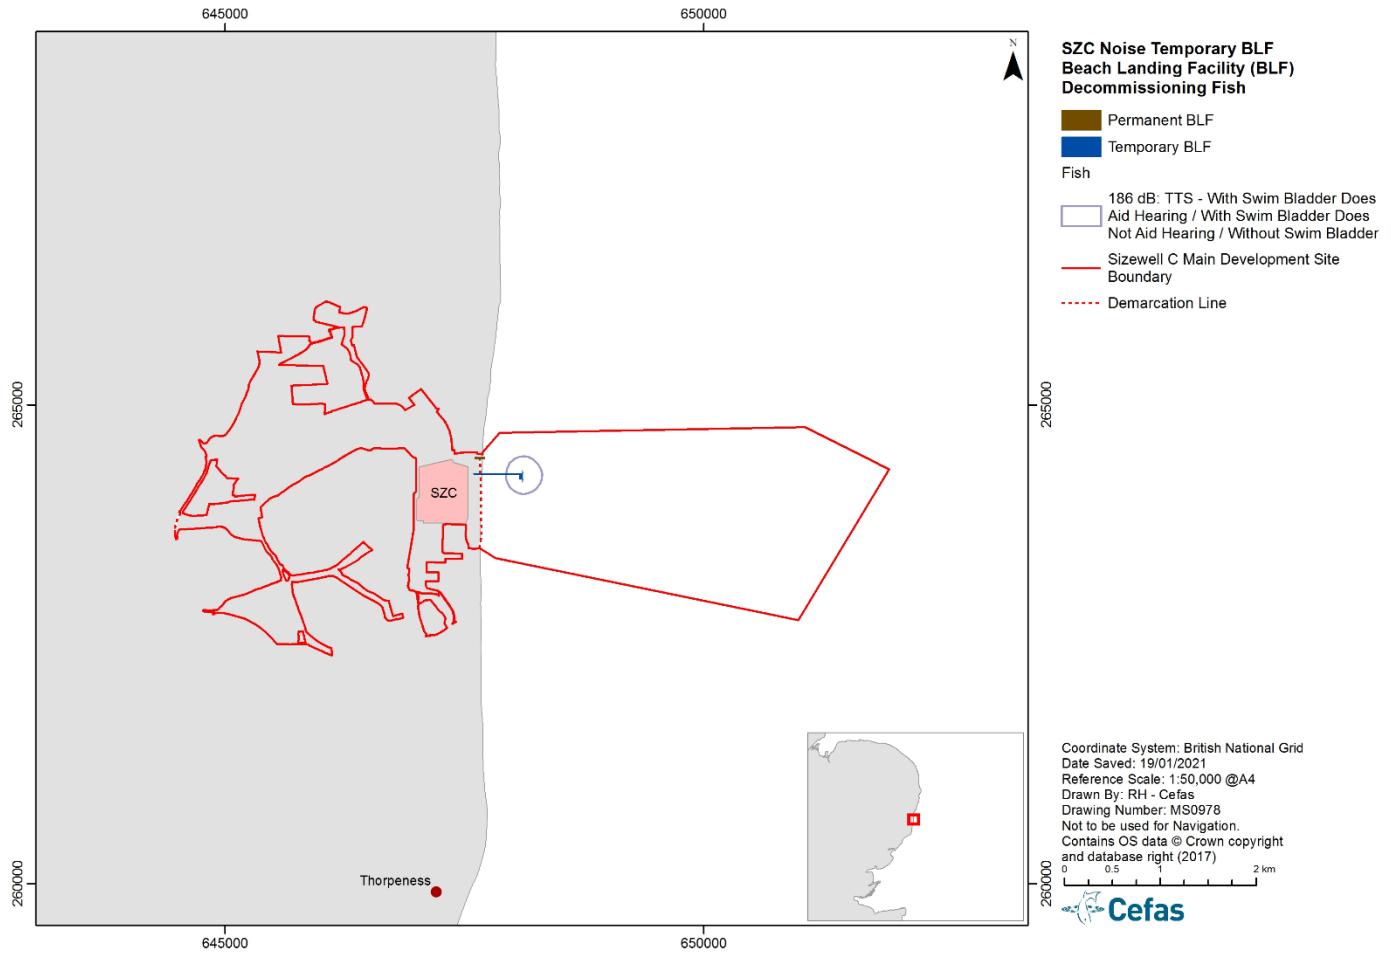 645000
650000
N
SZC Noise Temporary BLF
Beach Landing Facility (BLF)
Decommissioning Fish
Permanent BLF
Temporary BLF
Fish
186 dB: TTS - With Swim Bladder Does
Aid Hearing / With Swim Bladder Does
Not Aid Hearing / Without Swim Bladder
Sizewell C Main Development Site
Boundary
Demarcation Line
265000
265000
SZC
Thorpeness
260000
260000
645000
650000
Coordinate System: British National Grid
Date Saved: 19/01/2021
Reference Scale: 1:50,000 @A4
Drawn By: RH - Cefas
Drawing Number: MS0978
Not to be used for Navigation.
Contains OS data © Crown copyright
and database right (2017)
0 0.5 1 2 km
Cefas